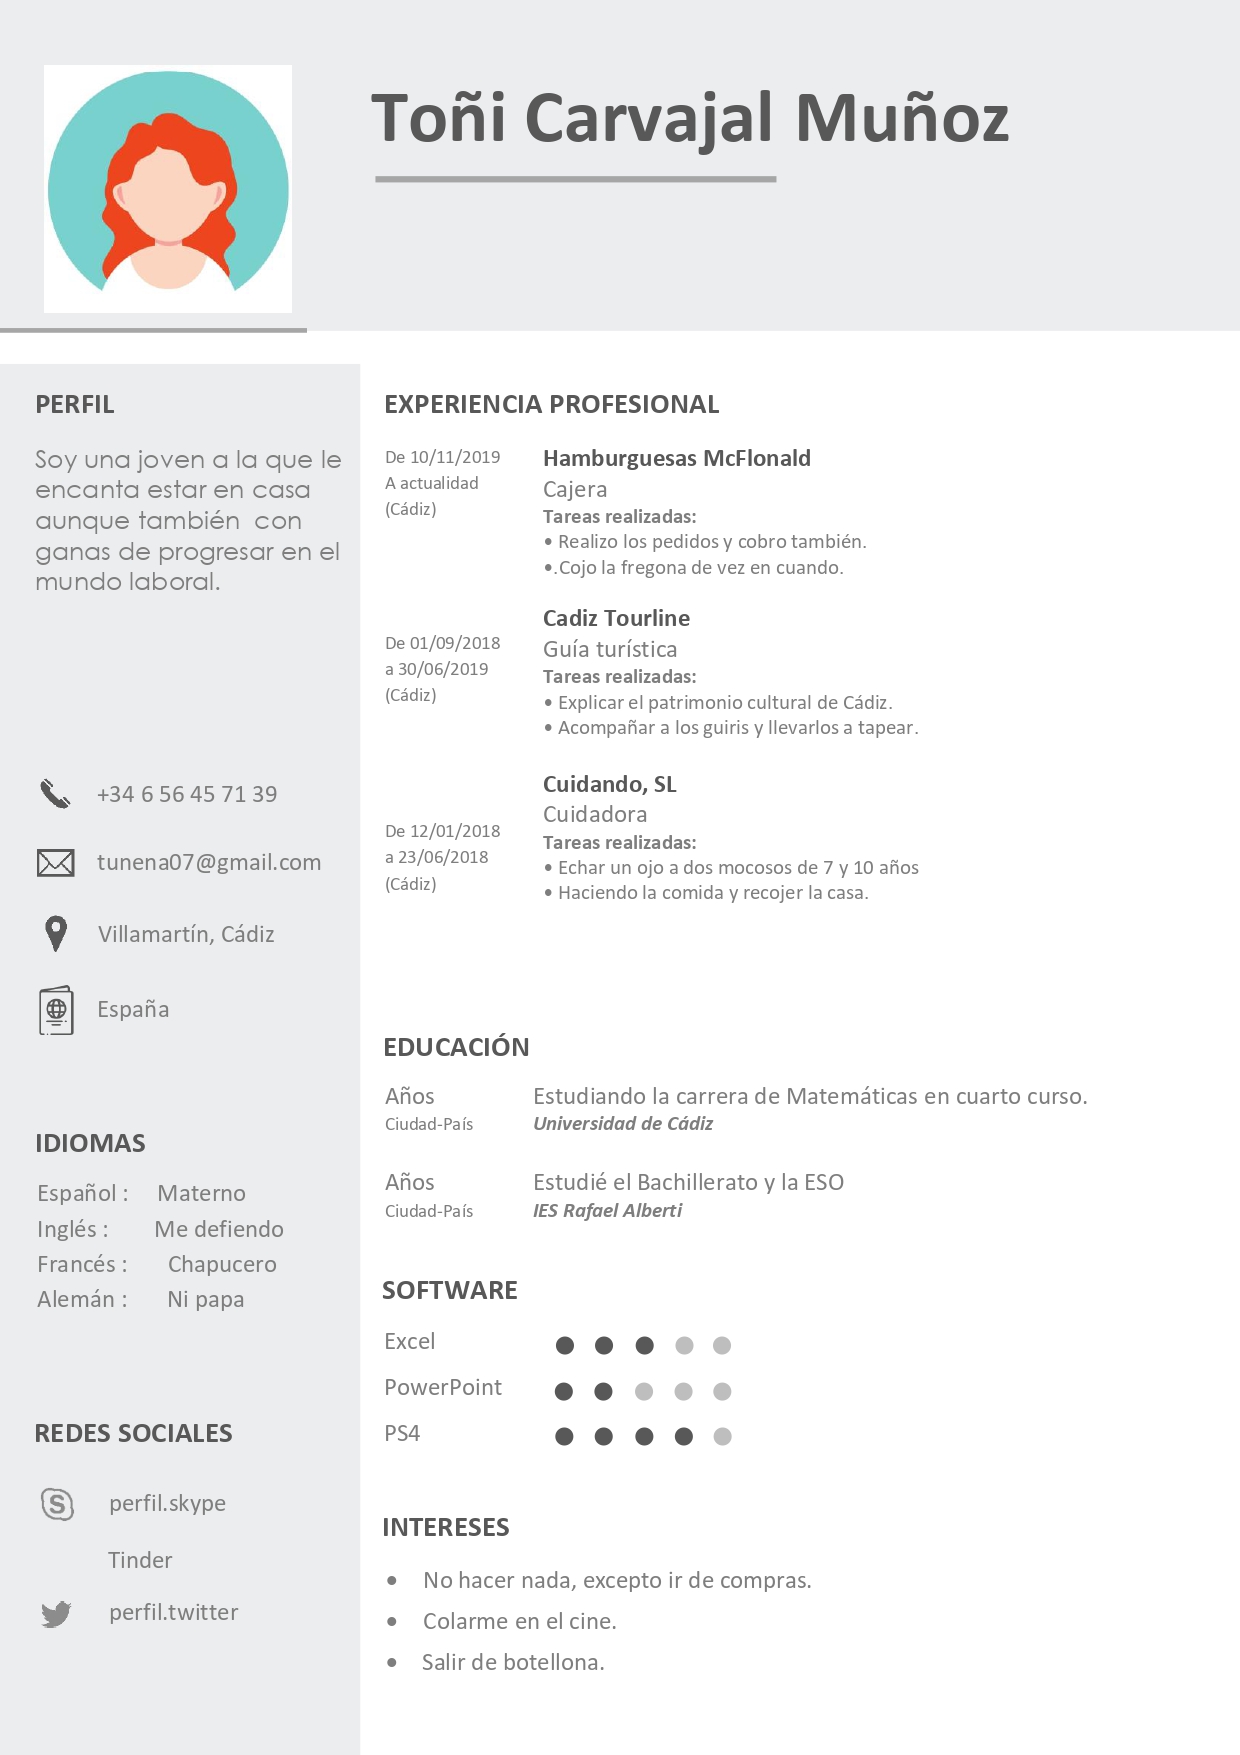 Toñi Carvajal Muñoz
PERFIL
Soy una joven a la que le
encanta estar en casa
aunque también  con
ganas de progresar en el
mundo laboral.
+34 6 56 45 71 39
tunena07@gmail.com
Villamartín, Cádiz
España
IDIOMAS
Español :     Materno
Inglés :        Me defiendo
Francés :       Chapucero
Alemán :       Ni papa
REDES SOCIALES
perfil.skype
Tinder
perfil.twitter
EXPERIENCIA PROFESIONAL
De 10/11/2019
A actualidad
(Cádiz)
Hamburguesas McFlonald
Cajera
Tareas realizadas:
• Realizo los pedidos y cobro también.
•.Cojo la fregona de vez en cuando.
De 01/09/2018
a 30/06/2019
(Cádiz)
Cadiz Tourline
Guía turística
Tareas realizadas:
• Explicar el patrimonio cultural de Cádiz.
• Acompañar a los guiris y llevarlos a tapear.
De 12/01/2018
a 23/06/2018
(Cádiz)
Cuidando, SL
Cuidadora
Tareas realizadas:
• Echar un ojo a dos mocosos de 7 y 10 años
• Haciendo la comida y recojer la casa.
EDUCACIÓN
Años
Ciudad-País
Estudiando la carrera de Matemáticas en cuarto curso.
Universidad de Cádiz
Años
Ciudad-País
Estudié el Bachillerato y la ESO
IES Rafael Alberti
SOFTWARE
Excel
PowerPoint
PS4
INTERESES
• No hacer nada, excepto ir de compras.
• Colarme en el cine.
• Salir de botellona.